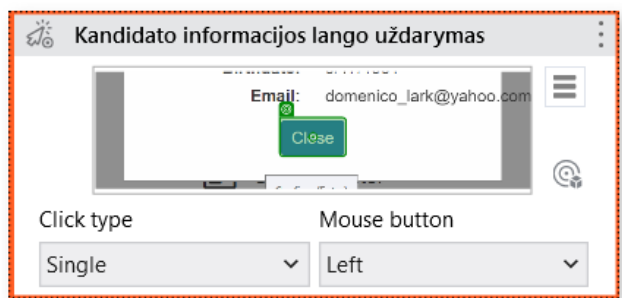 Kandidato informacijos lango uždarymas
Email: domenico_lark@yahoo.com
Close
Click type
Mouse button
Single
Left